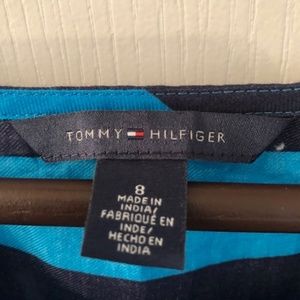 TOMMY HILFIGER
8
MADE IN
INDIA/
FABRIQUÉ EN
INDE/
HECHO EN
INDIA